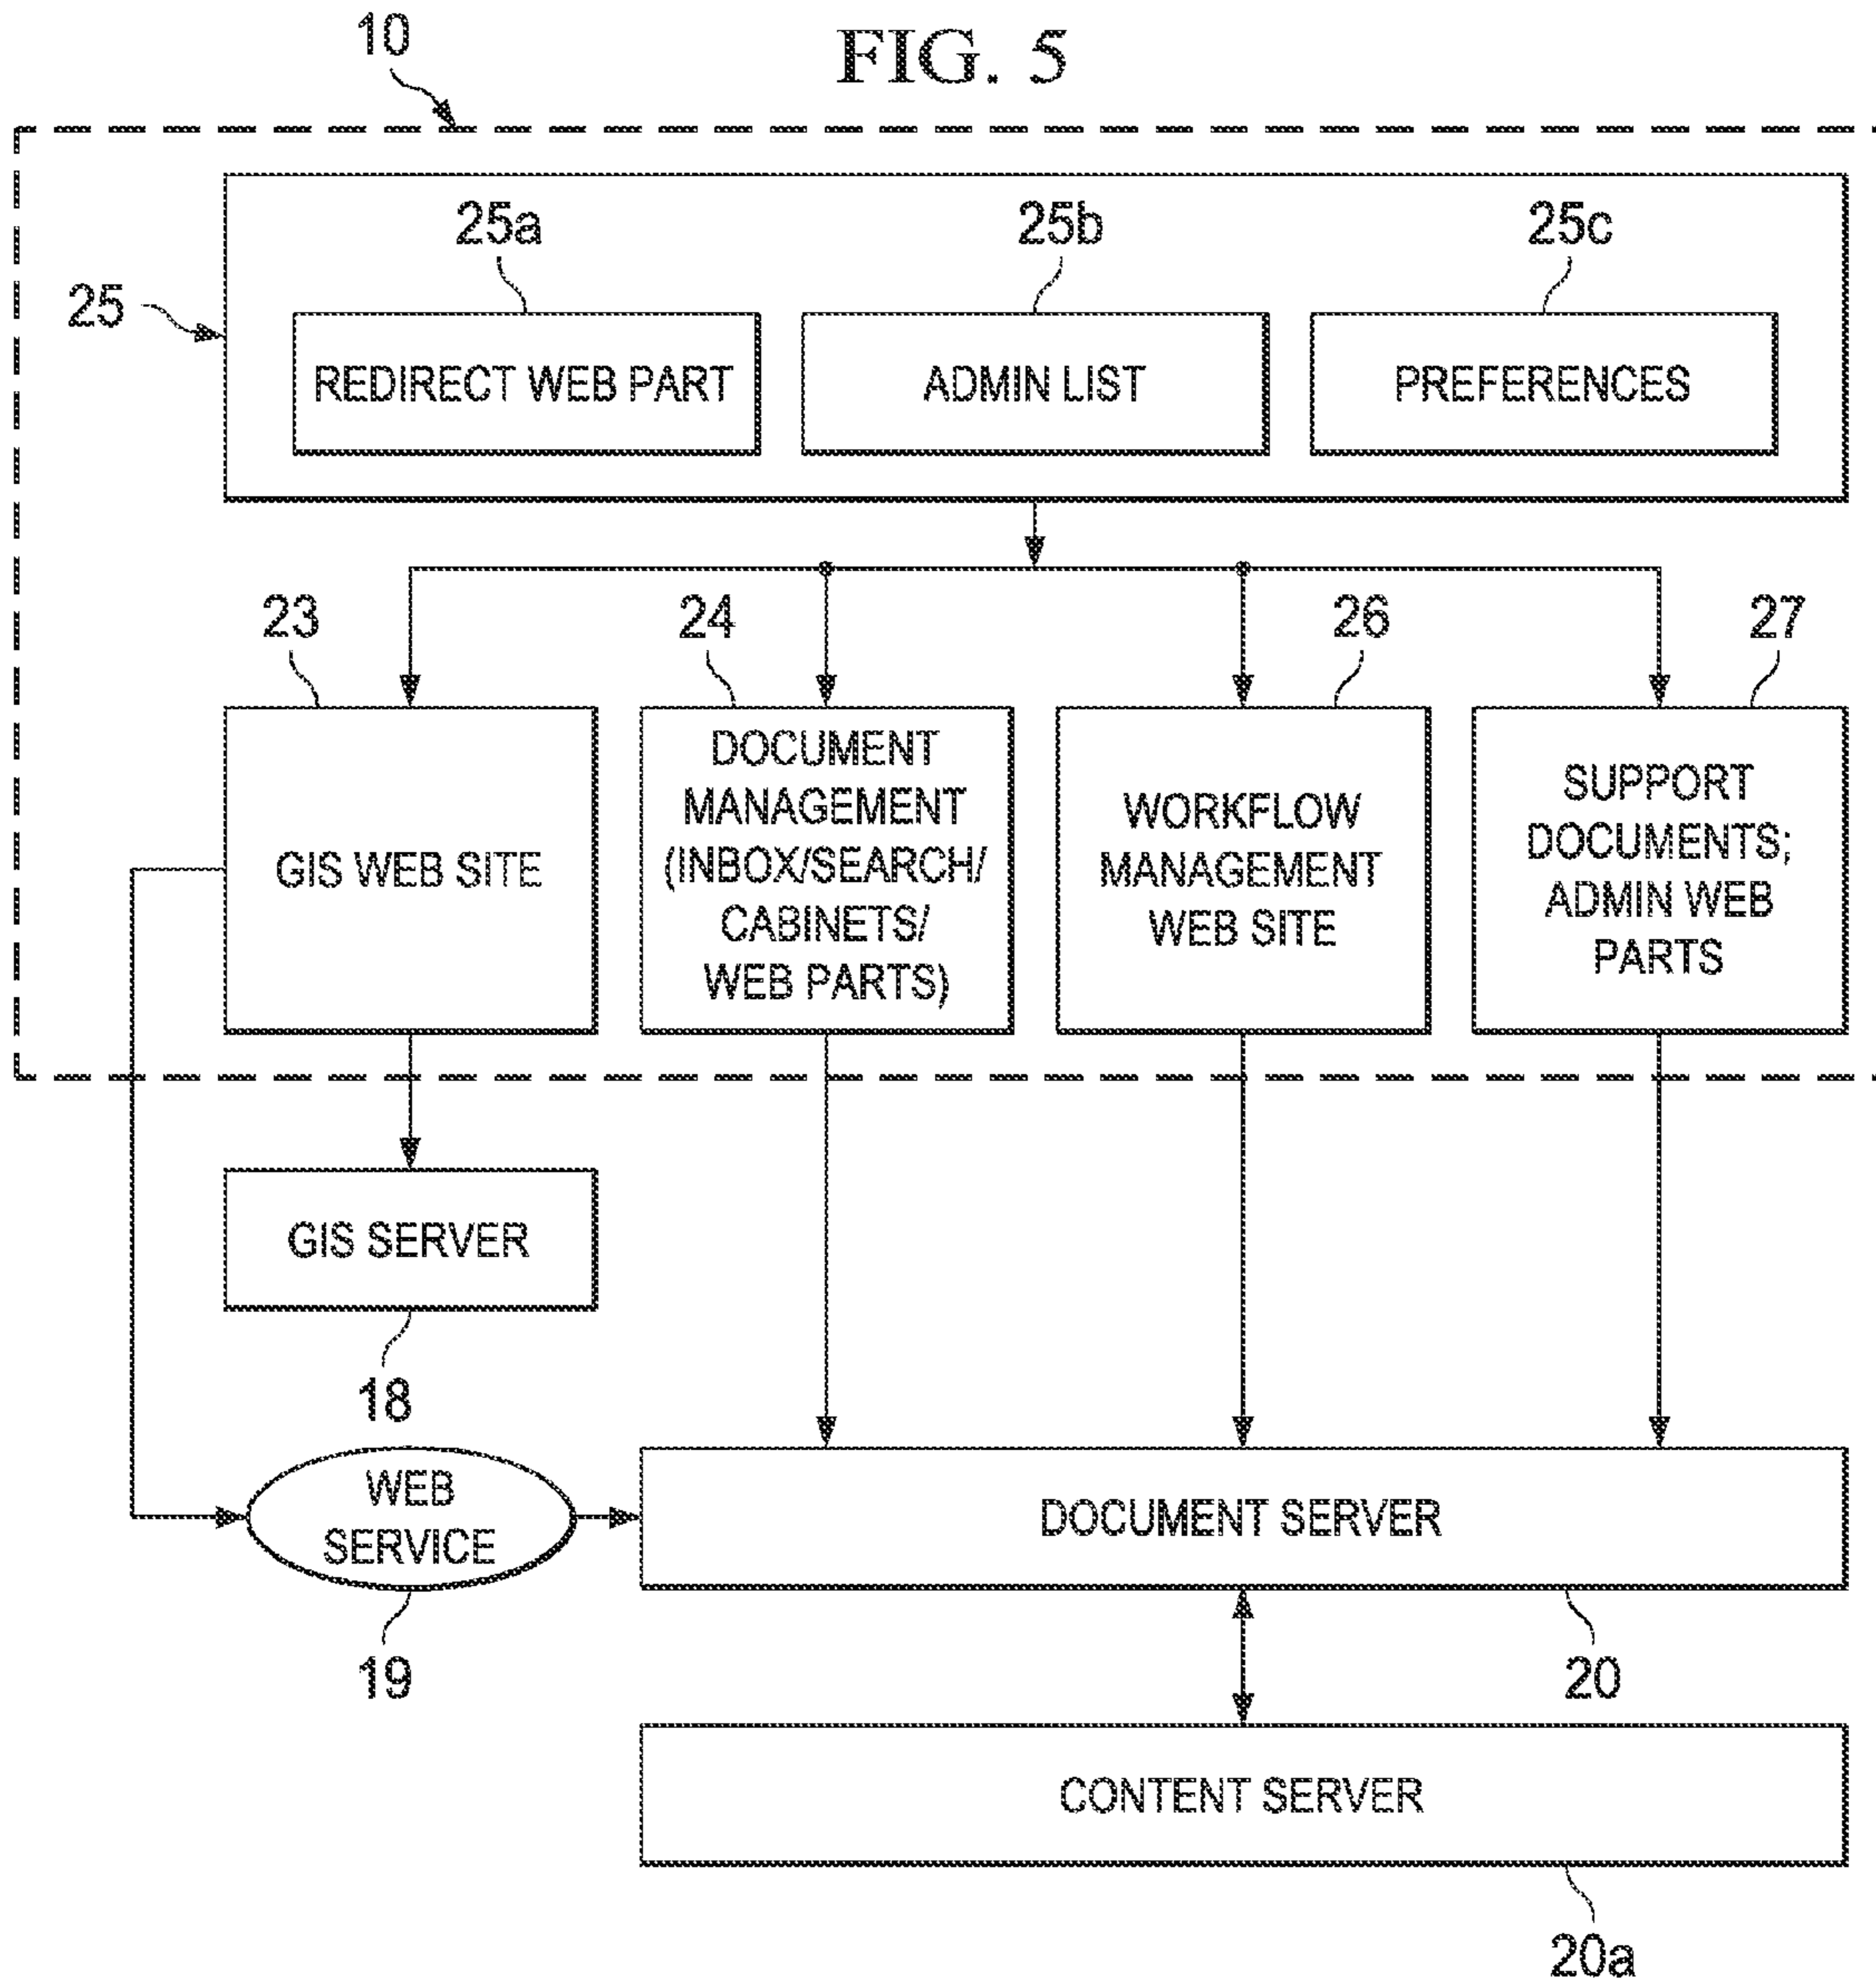 FIG. 5
10
25
25a
25b
25c
REDIRECT WEB PART
ADMIN LIST
PREFERENCES
23
24
26
27
GIS WEB SITE
DOCUMENT
MANAGEMENT
(INBOX/SEARCH/
CABINETS/
WEB PARTS)
WORKFLOW
MANAGEMENT
WEB SITE
SUPPORT
DOCUMENTS;
ADMIN WEB
PARTS
GIS SERVER
18
WEB
SERVICE
19
DOCUMENT SERVER
20
CONTENT SERVER
20a